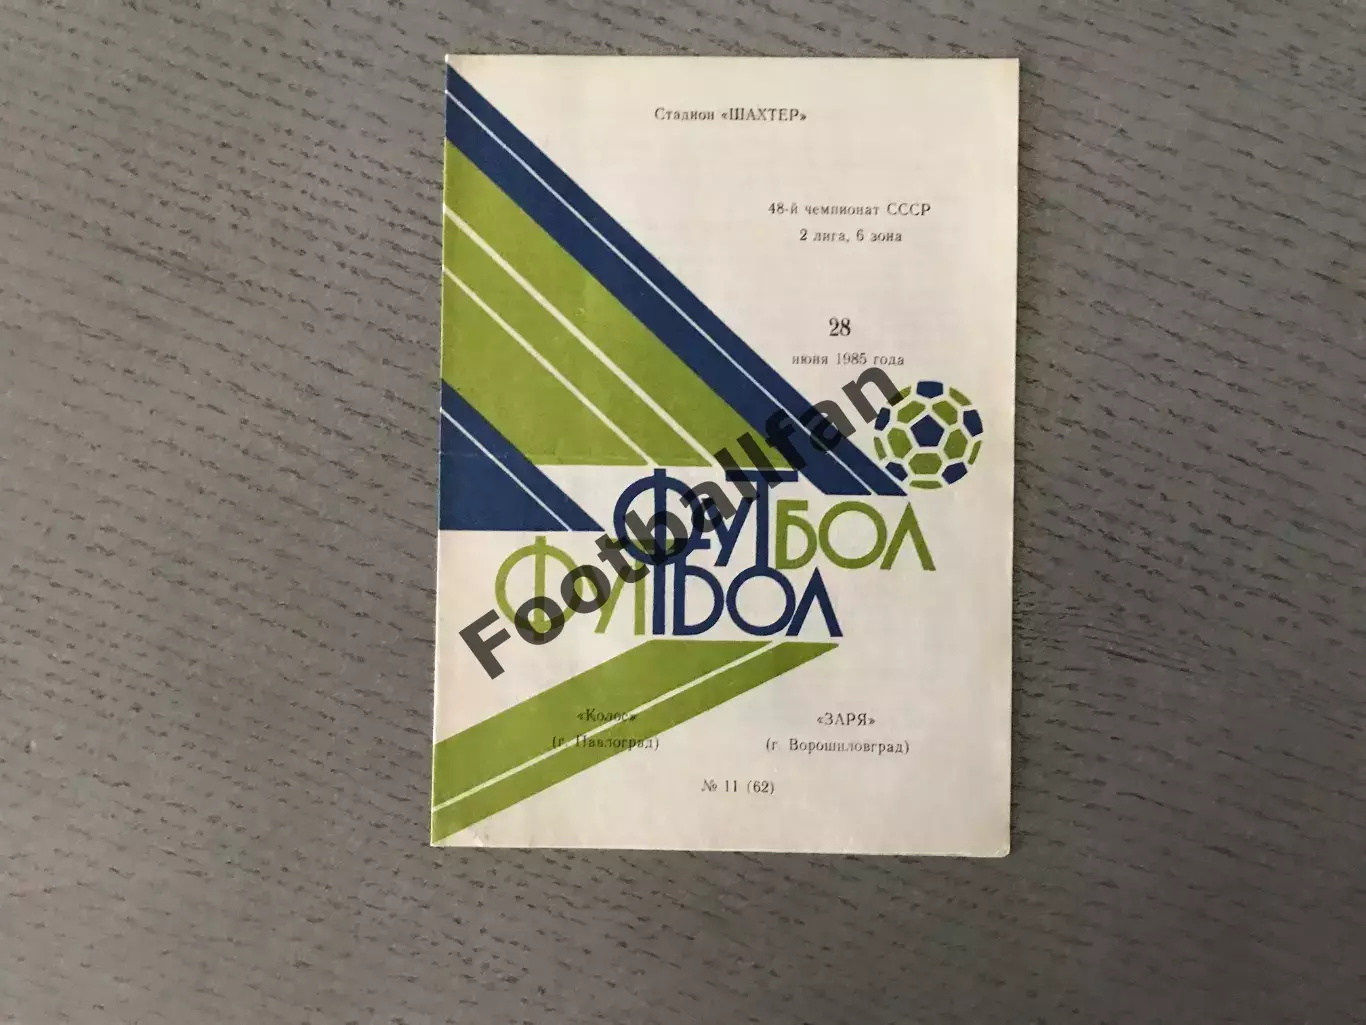 Стадион «ШАХТЕР»
48-й чемпионат СССР
2 лига, 6 зона
28
июня 1985 года
ФУТБОЛ
ФУТБОЛ
Footballfan
«Колос» «ЗАРЯ»
(г. Павлоград) (г. Ворошиловград)
№ 11 (62)